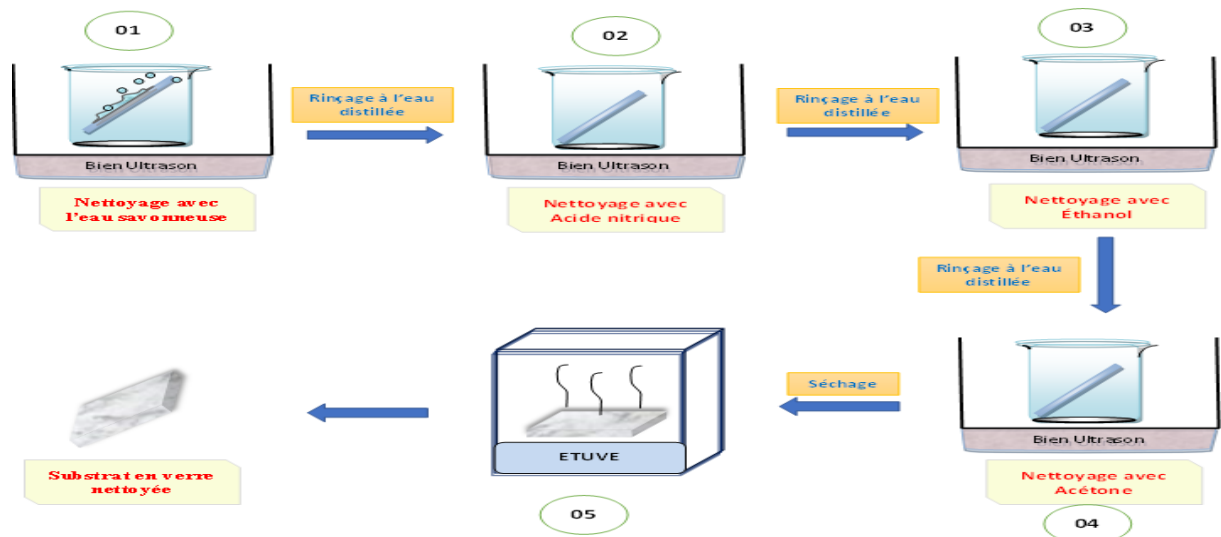 01
02
03
Rinçage à l'eau
distillée
Rinçage à l'eau
distillée
Bien Ultrason
Bien Ultrason
Bien Ultrason
Nettoyage avec
l'eau savonneuse
Nettoyage avec
Acide nitrique
Nettoyage avec
Éthanol
Rinçage à l'eau
distillée
Séchage
Bien Ultrason
ETUVE
Substrat en verre
nettoyée
Nettoyage avec
Acétone
05
04